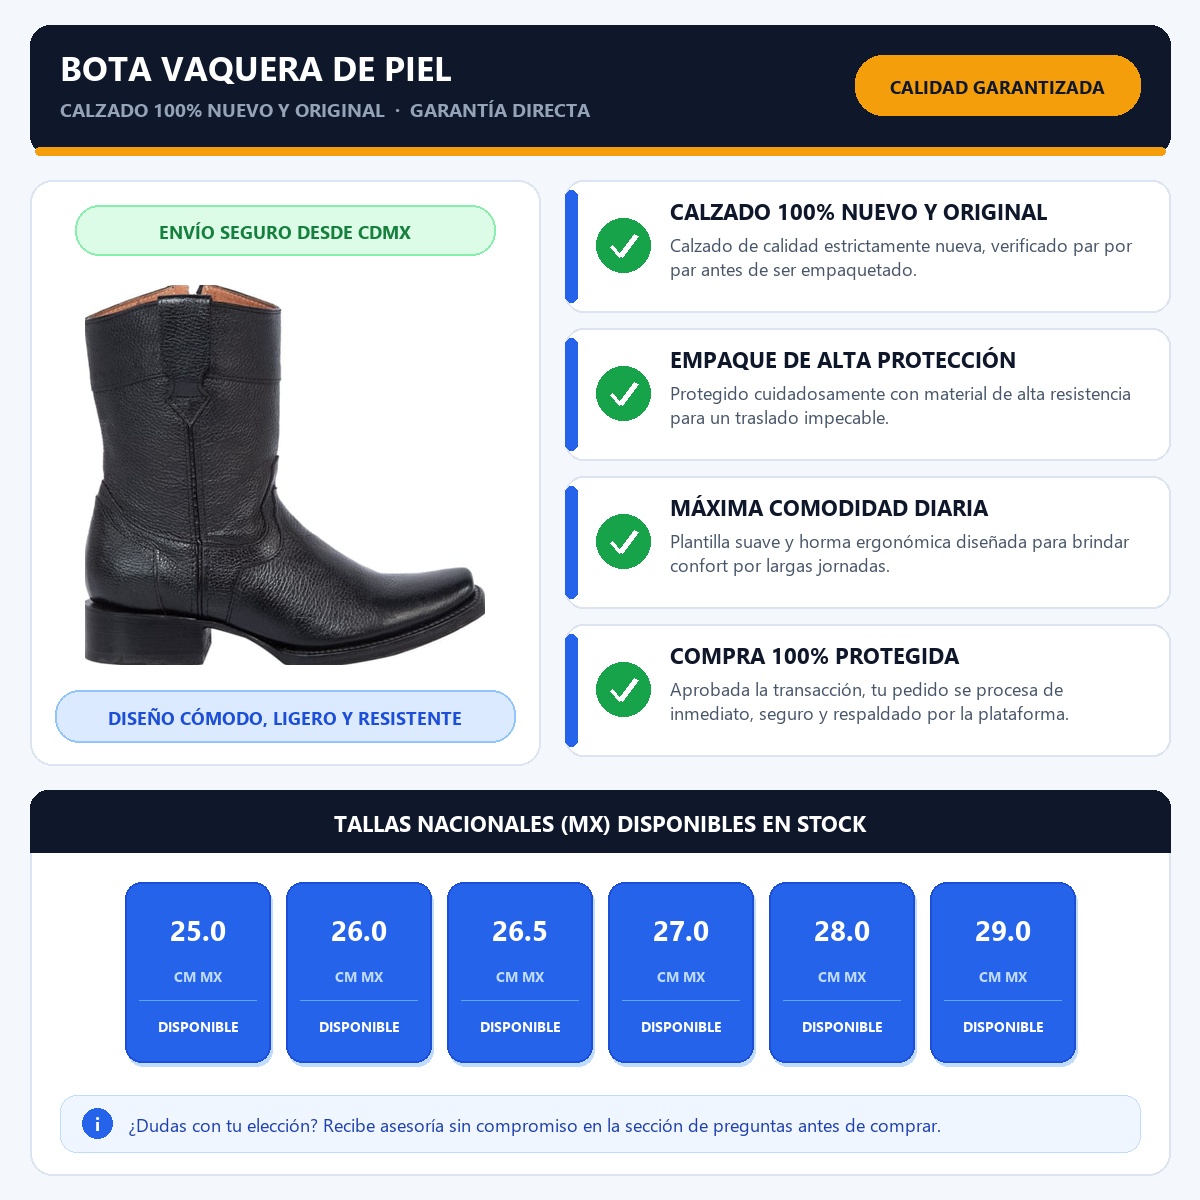 BOTA VAQUERA DE PIEL
CALZADO 100% NUEVO Y ORIGINAL · GARANTÍA DIRECTA
CALIDAD GARANTIZADA
ENVÍO SEGURO DESDE CDMX
DISEÑO CÓMODO, LIGERO Y RESISTENTE
CALZADO 100% NUEVO Y ORIGINAL
Calzado de calidad estrictamente nueva, verificado par por
par antes de ser empaquetado.
EMPAQUE DE ALTA PROTECCIÓN
Protegido cuidadosamente con material de alta resistencia
para un traslado impecable.
MÁXIMA COMODIDAD DIARIA
Plantilla suave y horma ergonómica diseñada para brindar
confort por largas jornadas.
COMPRA 100% PROTEGIDA
Aprobada la transacción, tu pedido se procesa de
inmediato, seguro y respaldado por la plataforma.
TALLAS NACIONALES (MX) DISPONIBLES EN STOCK
25.0
CM MX
DISPONIBLE
26.0
CM MX
DISPONIBLE
26.5
CM MX
DISPONIBLE
27.0
CM MX
DISPONIBLE
28.0
CM MX
DISPONIBLE
29.0
CM MX
DISPONIBLE
¿Dudas con tu elección? Recibe asesoría sin compromiso en la sección de preguntas antes de comprar.